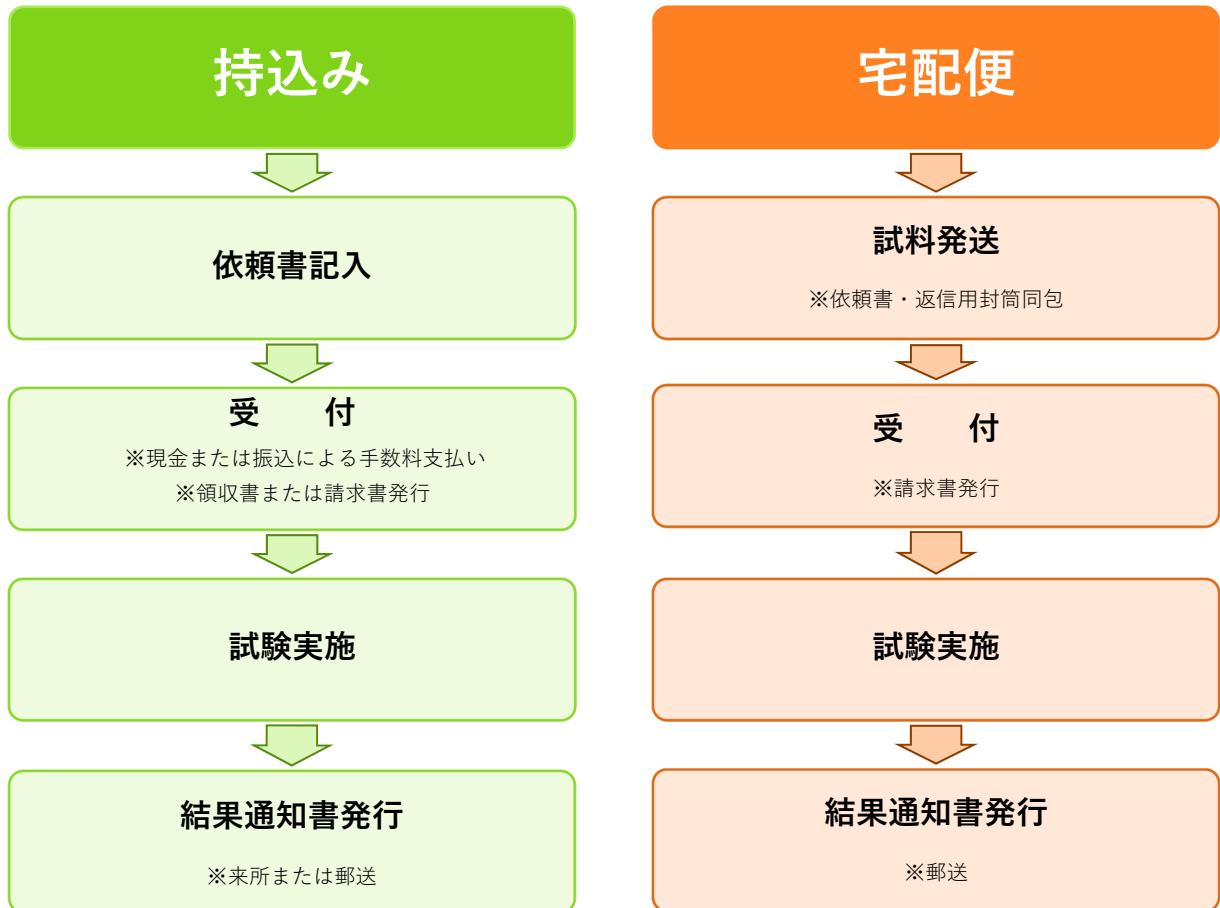 持込み
依頼書記入
受　　付
※現金または振込による手数料支払い
※領収書または請求書発行
試験実施
結果通知書発行
※来所または郵送
宅配便
試料発送
※依頼書・返信用封筒同包
受　　付
※請求書発行
試験実施
結果通知書発行
※郵送